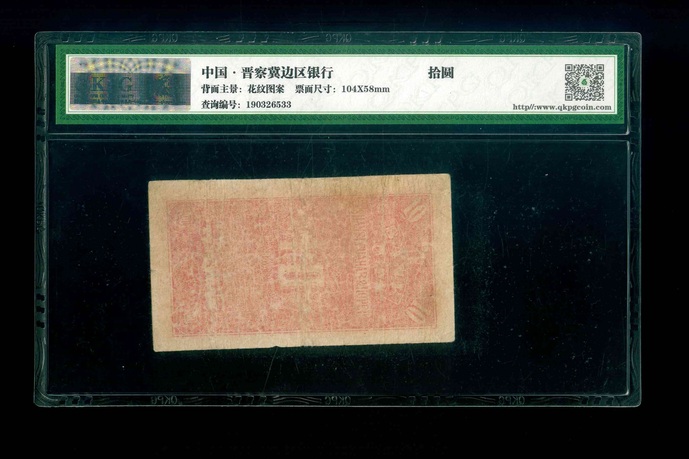 中国·晋察冀边区银行 拾圆
背面主景：花纹图案 票面尺寸：104X58mm
查询编号：190326533
http//:www.qkpgcoin.com